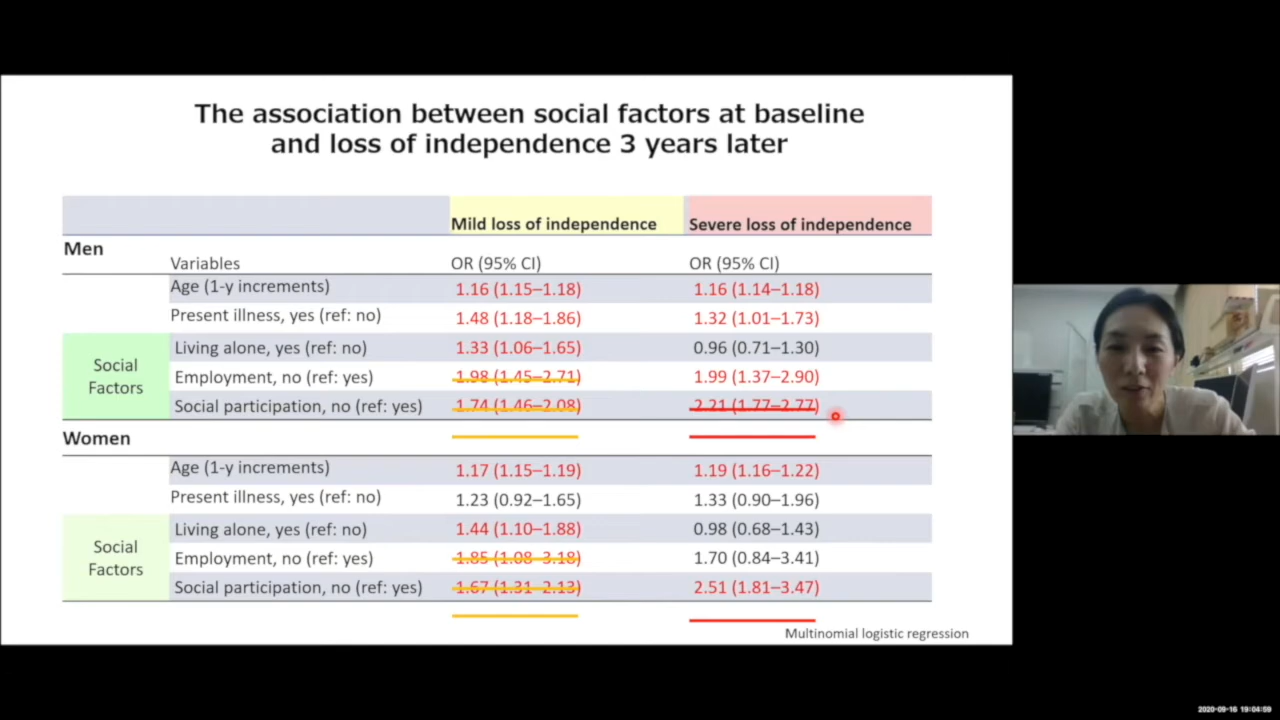 The association between social factors at baseline
and loss of independence 3 years later
Mild loss of independence Severe loss of independence
Men
Variables OR (95% CI) OR (95% CI)
Age (1-y increments) 1.16 (1.15–1.18) 1.16 (1.14–1.18)
Present illness, yes (ref: no) 1.48 (1.18–1.86) 1.32 (1.01–1.73)
Social Factors
Living alone, yes (ref: no) 1.33 (1.06–1.65) 0.96 (0.71–1.30)
Employment, no (ref: yes) 1.98 (1.45–2.71) 1.99 (1.37–2.90)
Social participation, no (ref: yes) 1.74 (1.46–2.08) 2.21 (1.77–2.77)
Women
Age (1-y increments) 1.17 (1.15–1.19) 1.19 (1.16–1.22)
Present illness, yes (ref: no) 1.23 (0.92–1.65) 1.33 (0.90–1.96)
Social Factors
Living alone, yes (ref: no) 1.44 (1.10–1.88) 0.98 (0.68–1.43)
Employment, no (ref: yes) 1.85 (1.08–3.18) 1.70 (0.84–3.41)
Social participation, no (ref: yes) 1.67 (1.31–2.13) 2.51 (1.81–3.47)
Multinomial logistic regression
2020-09-16 19:04:59